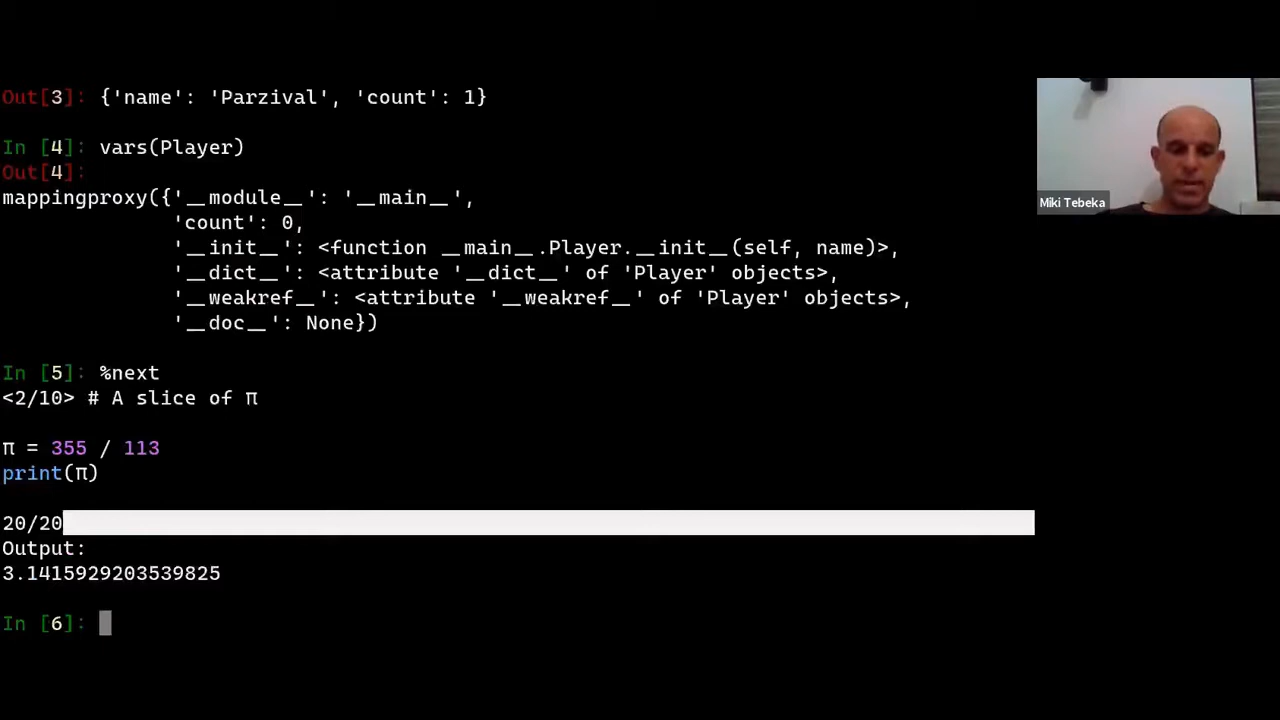 Out[3]: {'name': 'Parzival', 'count': 1}
In [4]: vars(Player)
Out[4]:
mappingproxy({'__module__': '__main__',
'count': 0,
'__init__': <function __main__.Player.__init__(self, name)>,
'__dict__': <attribute '__dict__' of 'Player' objects>,
'__weakref__': <attribute '__weakref__' of 'Player' objects>,
'__doc__': None})
In [5]: %next
<2/10> # A slice of π
π = 355 / 113
print(π)
20/20
Output:
3.1415929203539825
In [6]:
Miki Tebeka